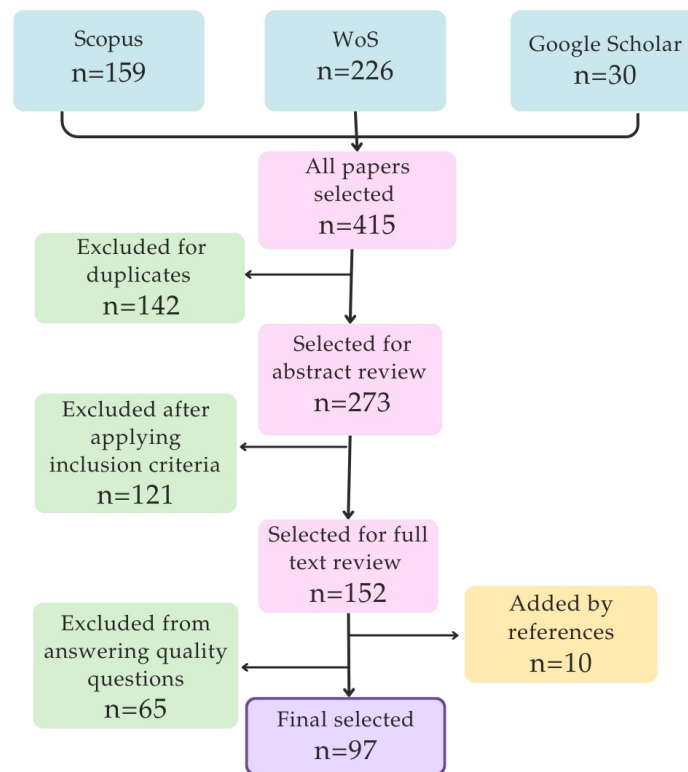 Scopus
n=159
WoS
n=226
Google Scholar
n=30
All papers
selected
n=415
Excluded for
duplicates
n=142
Selected for
abstract review
n=273
Excluded after
applying
inclusion criteria
n=121
Selected for full
text review
n=152
Added by
references
n=10
Excluded from
answering quality
questions
n=65
Final selected
n=97